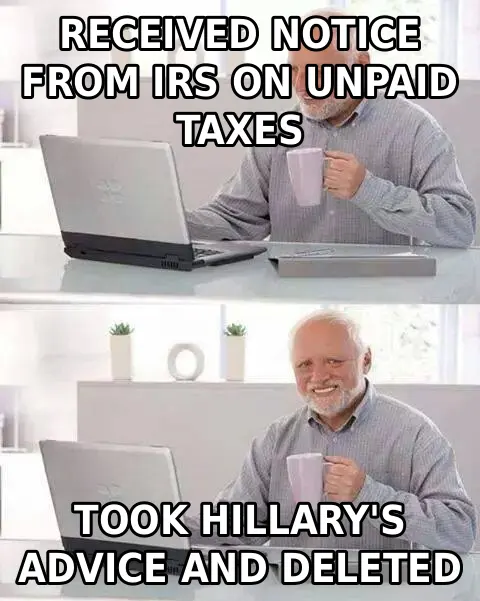 RECEIVED NOTICE
FROM IRS ON UNPAID
TAXES
TOOK HILLARY'S
ADVICE AND DELETED